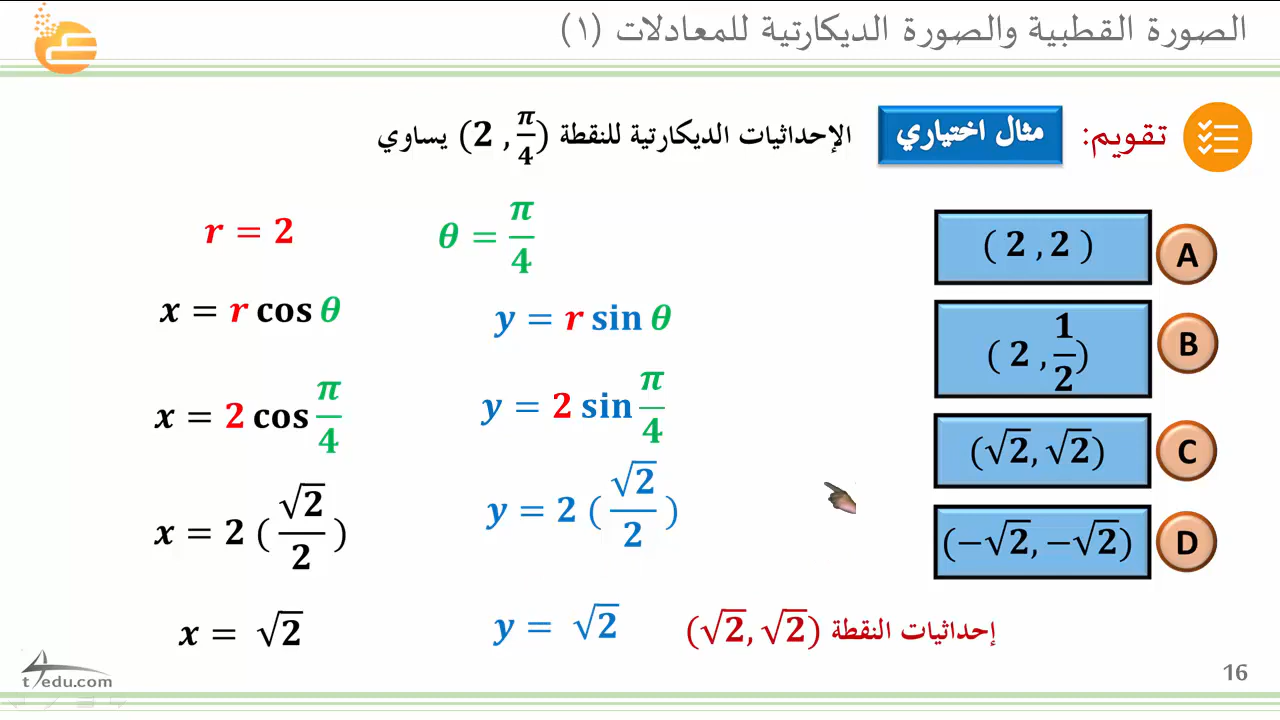 الصورة القطبية والصورة الديكارتية للمعادلات (١)
تقويم:
مثال اختياري
الإحداثيات الديكارتية للنقطة (2 , π/4) يساوي
A ( 2 , 2 )
B ( 2 , 1/2)
C (√2, √2)
D (−√2, −√2)
r = 2
θ = π/4
x = r cos θ
y = r sin θ
x = 2 cos π/4
y = 2 sin π/4
x = 2 ( √2/2 )
y = 2 ( √2/2 )
x = √2
y = √2
إحداثيات النقطة (√2, √2)
t4edu.com
16